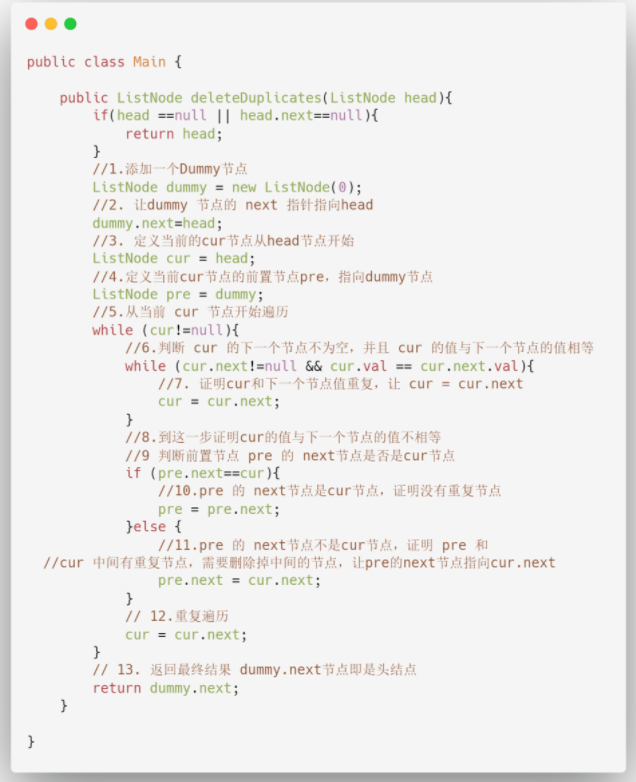 public class Main {
public ListNode deleteDuplicates(ListNode head){
if(head ==null || head.next==null){
return head;
}
//1.添加一个Dummy节点
ListNode dummy = new ListNode(0);
//2. 让dummy 节点的 next 指针指向head
dummy.next=head;
//3. 定义当前的cur节点从head节点开始
ListNode cur = head;
//4.定义当前cur节点的前置节点pre，指向dummy节点
ListNode pre = dummy;
//5.从当前 cur 节点开始遍历
while (cur!=null){
//6.判断 cur 的下一个节点不为空，并且 cur 的值与下一个节点的值相等
while (cur.next!=null && cur.val == cur.next.val){
//7. 证明cur和下一个节点值重复，让 cur = cur.next
cur = cur.next;
}
//8.到这一步证明cur的值与下一个节点的值不相等
//9 判断前置节点 pre 的 next节点是否是cur节点
if (pre.next==cur){
//10.pre 的 next节点是cur节点，证明没有重复节点
pre = pre.next;
}else {
//11.pre 的 next节点不是cur节点，证明 pre 和
//cur 中间有重复节点，需要删除掉中间的节点，让pre的next节点指向cur.next
pre.next = cur.next;
}
// 12.重复遍历
cur = cur.next;
}
// 13. 返回最终结果 dummy.next节点即是头结点
return dummy.next;
}
}